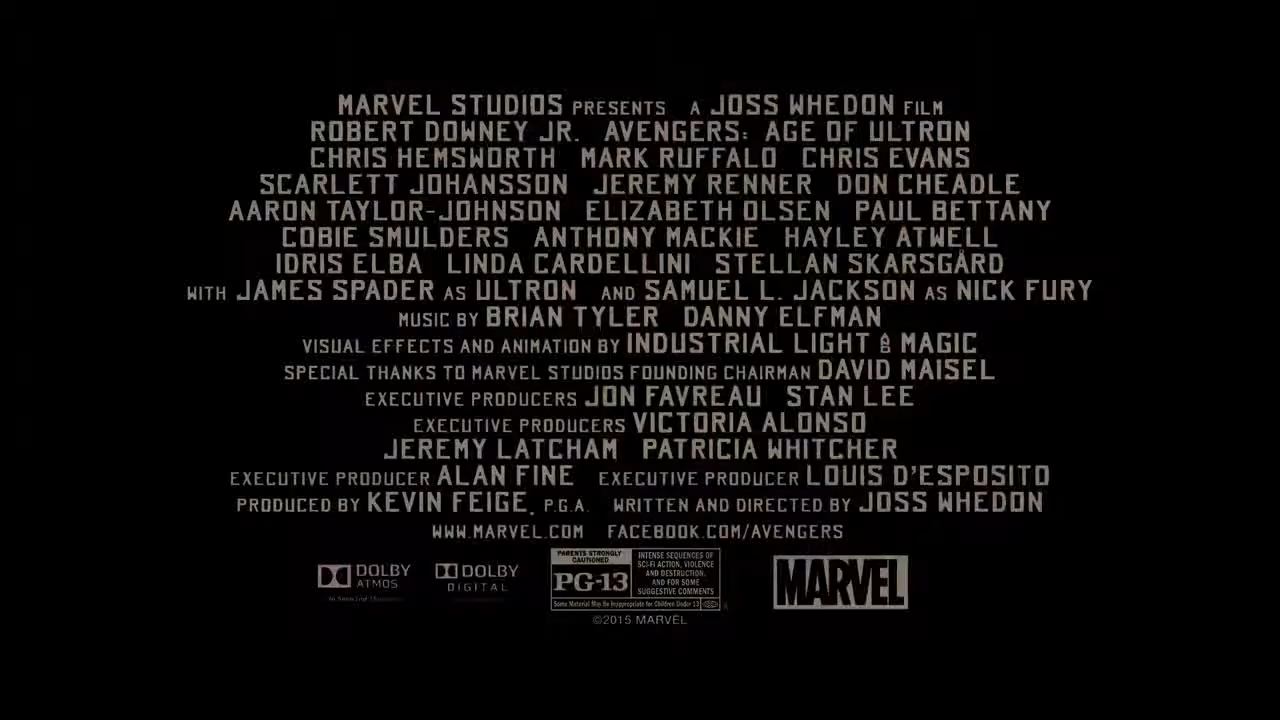 MARVEL STUDIOS PRESENTS A JOSS WHEDON FILM
ROBERT DOWNEY JR. AVENGERS: AGE OF ULTRON
CHRIS HEMSWORTH MARK RUFFALO CHRIS EVANS
SCARLETT JOHANSSON JEREMY RENNER DON CHEADLE
AARON TAYLOR-JOHNSON ELIZABETH OLSEN PAUL BETTANY
COBIE SMULDERS ANTHONY MACKIE HAYLEY ATWELL
IDRIS ELBA LINDA CARDELLINI STELLAN SKARSGÅRD
WITH JAMES SPADER AS ULTRON AND SAMUEL L. JACKSON AS NICK FURY
MUSIC BY BRIAN TYLER DANNY ELFMAN
VISUAL EFFECTS AND ANIMATION BY INDUSTRIAL LIGHT & MAGIC
SPECIAL THANKS TO MARVEL STUDIOS FOUNDING CHAIRMAN DAVID MAISEL
EXECUTIVE PRODUCERS JON FAVREAU STAN LEE
EXECUTIVE PRODUCERS VICTORIA ALONSO
JEREMY LATCHAM PATRICIA WHITCHER
EXECUTIVE PRODUCER ALAN FINE EXECUTIVE PRODUCER LOUIS D'ESPOSITO
PRODUCED BY KEVIN FEIGE, P.G.A. WRITTEN AND DIRECTED BY JOSS WHEDON
WWW.MARVEL.COM FACEBOOK.COM/AVENGERS
DOLBY
ATMOS
DOLBY
DIGITAL
PARENTS STRONGLY
CAUTIONED
PG-13
INTENSE SEQUENCES OF
SCI-FI ACTION, VIOLENCE
AND DESTRUCTION,
AND FOR SOME
SUGGESTIVE COMMENTS
Some Material May Be Inappropriate for Children Under 13
MARVEL
©2015 MARVEL